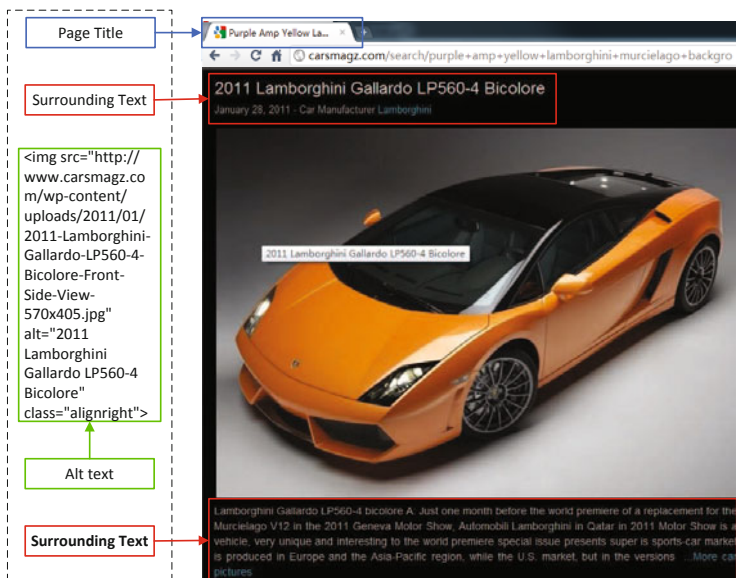 Page Title
Purple Amp Yellow La...
carsmagz.com/search/purple+amp+yellow+lamborghini+murcielago+backgro
Surrounding Text
2011 Lamborghini Gallardo LP560-4 Bicolore
January 28, 2011 - Car Manufacturer Lamborghini
<img src="http://
www.carsmagz.co
m/wp-content/
uploads/2011/01/
2011-Lamborghini-
Gallardo-LP560-4-
Bicolore-Front-
Side-View-
570x405.jpg"
alt="2011
Lamborghini
Gallardo LP560-4
Bicolore"
class="alignright">
2011 Lamborghini Gallardo LP560-4 Bicolore
Alt text
Surrounding Text
Lamborghini Gallardo LP560-4 bicolore A. Just one month before the world premiere of a replacement for the
Murcielago V12 in the 2011 Geneva Motor Show, Automobili Lamborghini in Qatar in 2011 Motor Show is a
vehicle, very unique and interesting to the world premiere special issue presents super is sports-car market
is produced in Europe and the Asia-Pacific region, while the U.S. market, but in the versions ...More car
pictures